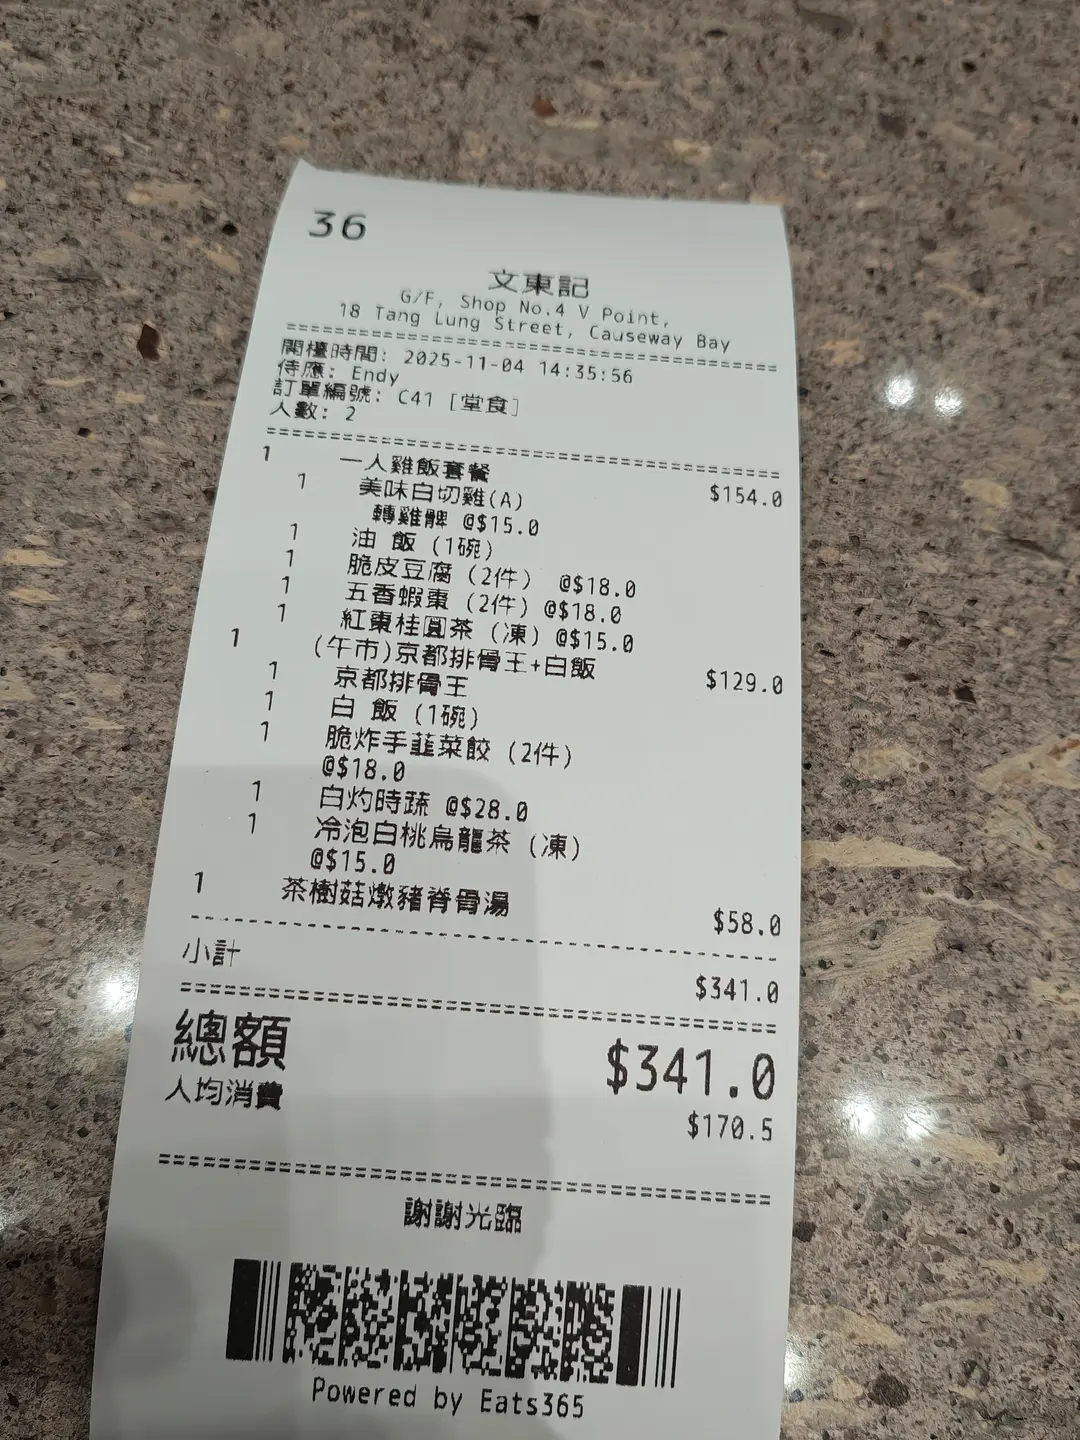 36
文東記
G/F, Shop No.4 V Point,
18 Tang Lung Street, Causeway Bay
開檯時間: 2025-11-04 14:35:56
侍應: Endy
訂單編號: C41 [堂食]
人數: 2
1 一人雞飯套餐 $154.0
1 美味白切雞(A)
轉雞髀 @$15.0
1 油 飯 (1碗)
1 脆皮豆腐 (2件) @$18.0
1 五香蝦棗 (2件) @$18.0
1 紅棗桂圓茶 (凍) @$15.0
1 (午市)京都排骨王+白飯 $129.0
1 京都排骨王
1 白 飯 (1碗)
1 脆炸手韮菜餃 (2件)
@$18.0
1 白灼時蔬 @$28.0
1 冷泡白桃烏龍茶 (凍)
@$15.0
1 茶樹菇燉豬脊骨湯 $58.0
小計 $341.0
總額 $341.0
人均消費 $170.5
謝謝光臨
Powered by Eats365